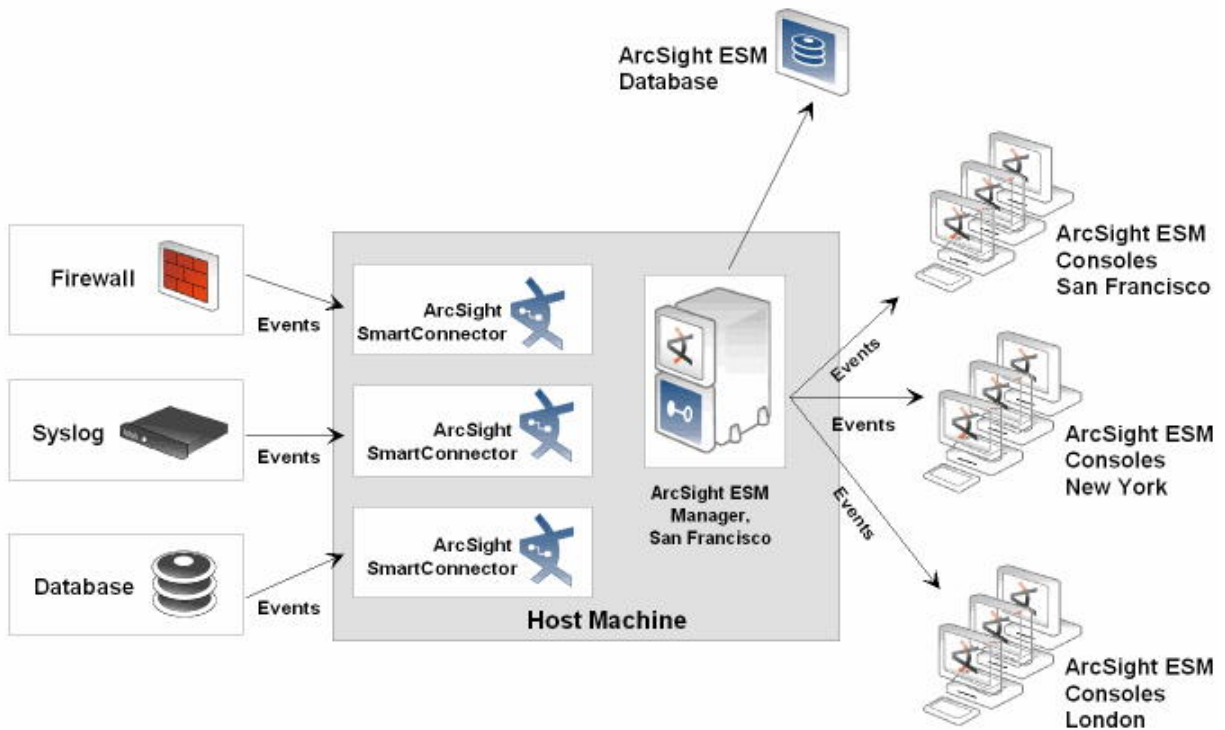 ArcSight ESM
Database
Firewall
Events
ArcSight
SmartConnector
ArcSight ESM
Consoles
San Francisco
Syslog
Events
ArcSight
SmartConnector
ArcSight ESM
Manager,
San Francisco
Events
Events
Events
ArcSight ESM
Consoles
New York
Database
Events
ArcSight
SmartConnector
Host Machine
ArcSight ESM
Consoles
London